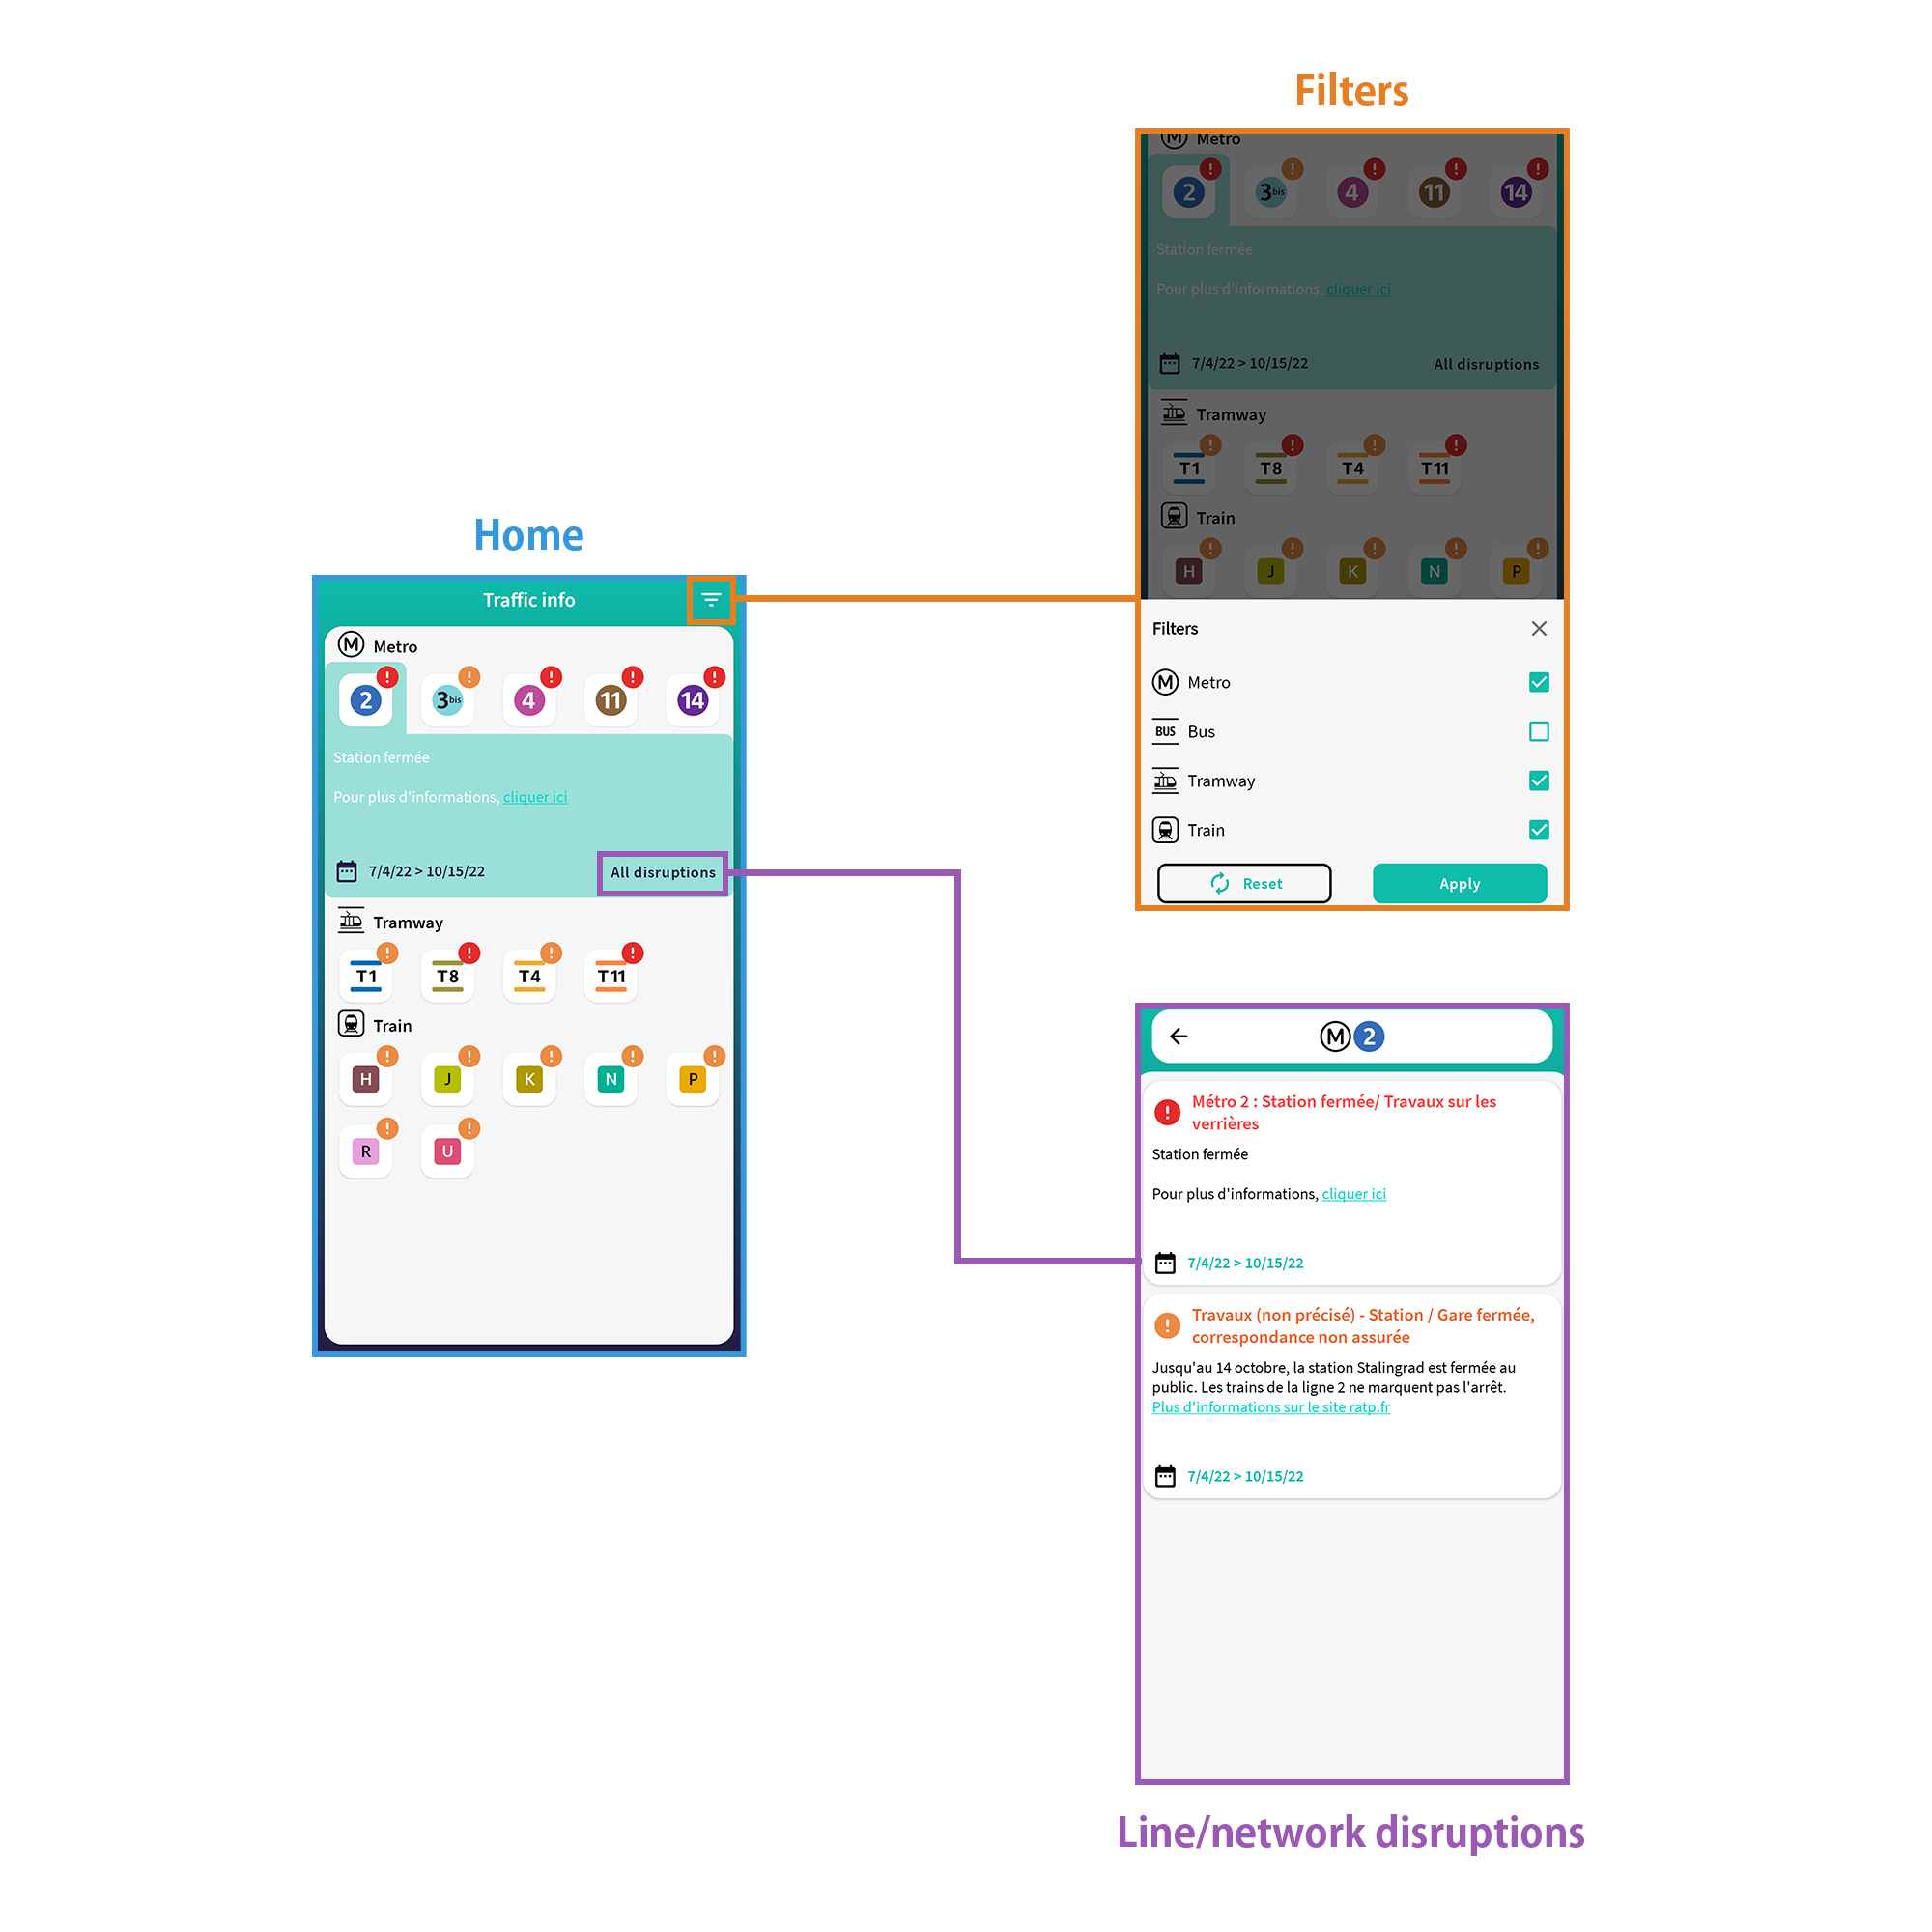 Filters
Metro
2 3bis 4 11 14
Station fermée
Pour plus d'informations, cliquer ici
7/4/22 > 10/15/22 All disruptions
Tramway
T1 T8 T4 T11
Train
H J K N P
Filters
M Metro
BUS Bus
Tramway
Train
Reset Apply
Home
Traffic info
M Metro
2 3bis 4 11 14
Station fermée
Pour plus d'informations, cliquer ici
7/4/22 > 10/15/22 All disruptions
Tramway
T1 T8 T4 T11
Train
H J K N P
R U
M 2
Métro 2 : Station fermée/ Travaux sur les
verrières
Station fermée
Pour plus d'informations, cliquer ici
7/4/22 > 10/15/22
Travaux (non précisé) - Station / Gare fermée,
correspondance non assurée
Jusqu'au 14 octobre, la station Stalingrad est fermée au
public. Les trains de la ligne 2 ne marquent pas l'arrêt.
Plus d'informations sur le site ratp.fr
7/4/22 > 10/15/22
Line/network disruptions